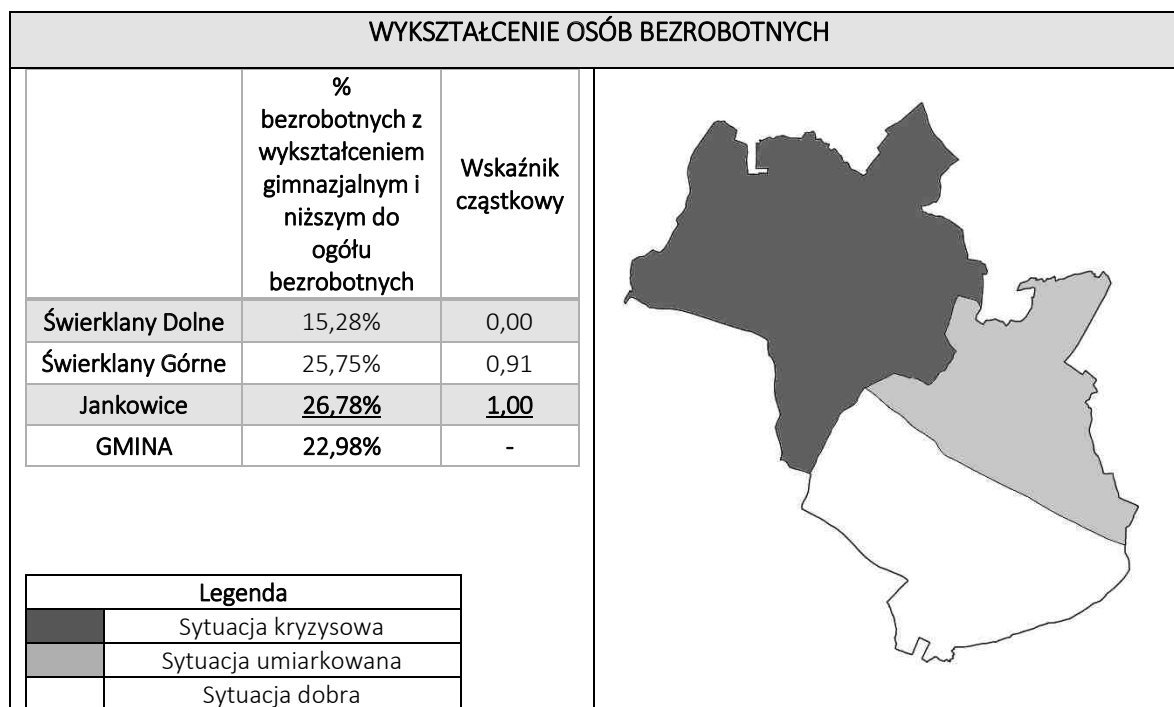 WYKSZTAŁCENIE OSÓB BEZROBOTNYCH
%
bezrobotnych z
wykształceniem
gimnazjalnym i
niższym do
ogółu
bezrobotnych
Wskaźnik
cząstkowy
Świerklany Dolne 15,28% 0,00
Świerklany Górne 25,75% 0,91
Jankowice 26,78% 1,00
GMINA 22,98% -
Legenda
Sytuacja kryzysowa
Sytuacja umiarkowana
Sytuacja dobra